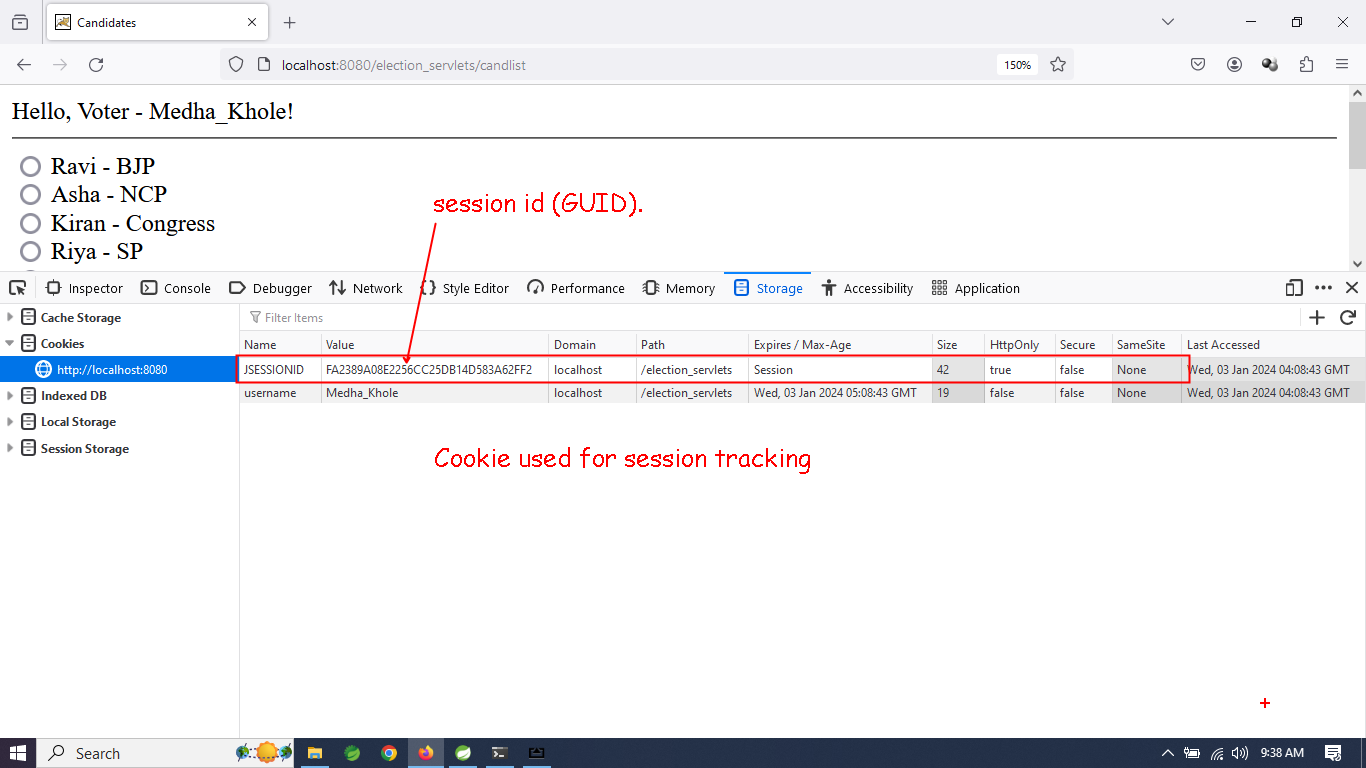 Candidates
localhost:8080/election_servlets/candlist
150%
Hello, Voter - Medha_Khole!
Ravi - BJP
Asha - NCP
Kiran - Congress
Riya - SP
session id (GUID).
Inspector Console Debugger Network Style Editor Performance Memory Storage Accessibility Application
Cache Storage
Cookies
http://localhost:8080
Indexed DB
Local Storage
Session Storage
Filter Items
Name Value Domain Path Expires / Max-Age Size HttpOnly Secure SameSite Last Accessed
JSESSIONID FA2389A08E2256CC25DB14D583A62FF2 localhost /election_servlets Session 42 true false None Wed, 03 Jan 2024 04:08:43 GMT
username Medha_Khole localhost /election_servlets Wed, 03 Jan 2024 05:08:43 GMT 19 false false None Wed, 03 Jan 2024 04:08:43 GMT
Cookie used for session tracking
Search
9:38 AM